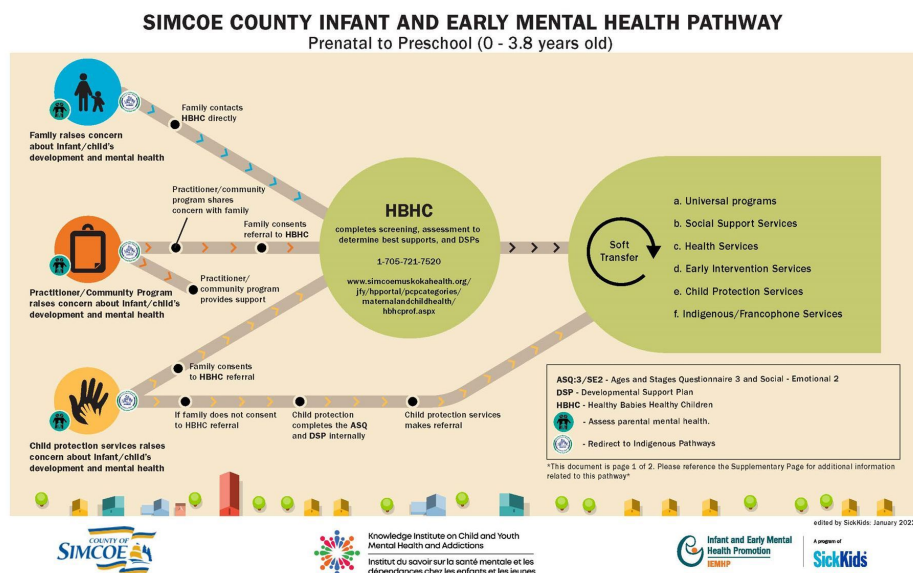 SIMCOE COUNTY INFANT AND EARLY MENTAL HEALTH PATHWAY
Prenatal to Preschool (0 - 3.8 years old)
Family raises concern
about Infant/child's
development and mental health
Family contacts
HBHC directly
Practitioner/Community Program
raises concern about Infant/child's
development and mental health
Practitioner/community
program shares
concern with family
Family consents
referral to HBHC
Practitioner/
community program
provides support
Child protection services raises
concern about Infant/child's
development and mental health
Family consents
to HBHC referral
If family does not consent
to HBHC referral
Child protection
completes the ASQ
and DSP internally
Child protection services
makes referral
HBHC
completes screening, assessment to
determine best supports, and DSPs
1-705-721-7520
www.simcoemuskokahealth.org/
jfy/hpportal/pcpcategories/
maternalandchildhealth/
hbhcprof.aspx
Soft
Transfer
a. Universal programs
b. Social Support Services
c. Health Services
d. Early Intervention Services
e. Child Protection Services
f. Indigenous/Francophone Services
ASQ:3/SE2 - Ages and Stages Questionnaire 3 and Social - Emotional 2
DSP - Developmental Support Plan
HBHC - Healthy Babies Healthy Children
- Assess parental mental health.
- Redirect to Indigenous Pathways
*This document is page 1 of 2. Please reference the Supplementary Page for additional information
related to this pathway*
edited by SickKids: January 2022
COUNTY OF
SIMCOE
Knowledge Institute on Child and Youth
Mental Health and Addictions
Institut du savoir sur la santé mentale et les
dépendances chez les enfants et les jeunes
Infant and Early Mental
Health Promotion
IEMHP
A program of
SickKids